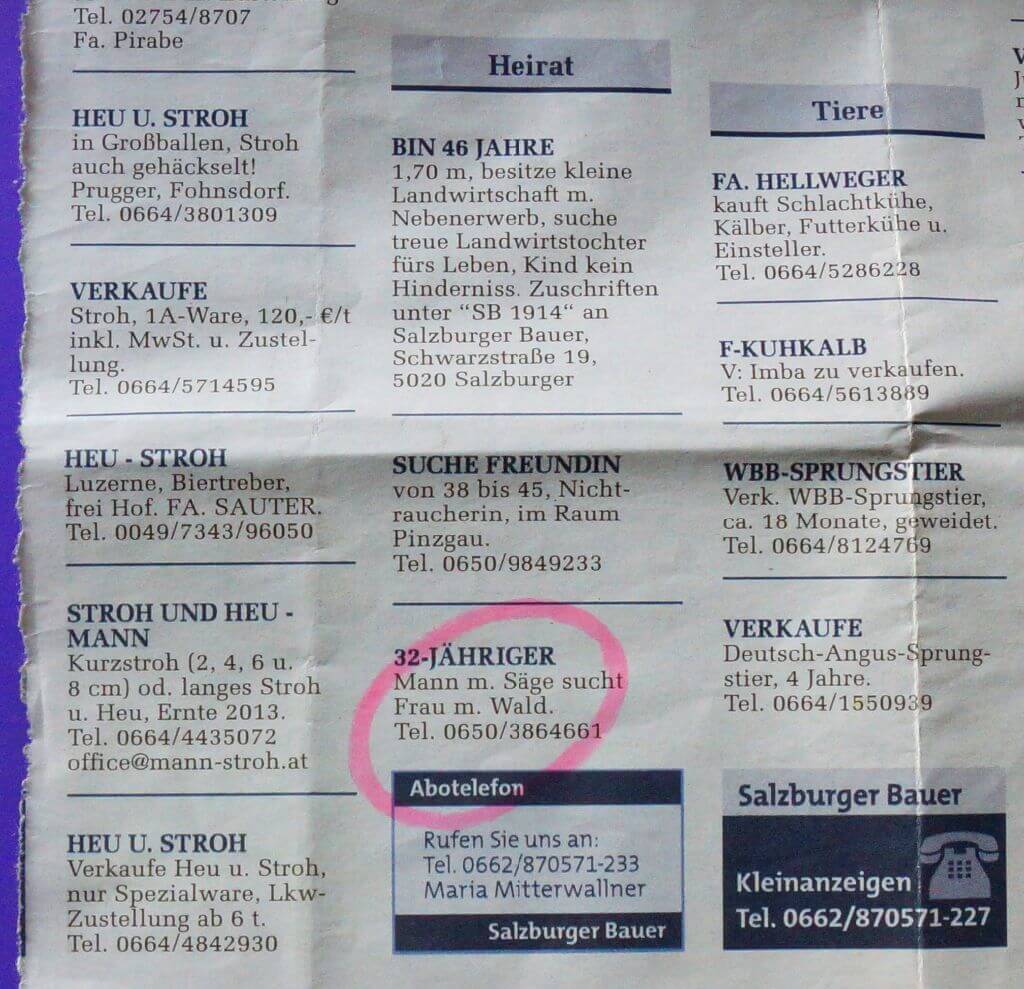 Tel. 02754/8707
Fa. Pirabe
HEU U. STROH
in Großballen, Stroh
auch gehäckselt!
Prugger, Fohnsdorf.
Tel. 0664/3801309
VERKAUFE
Stroh, 1A-Ware, 120,- €/t
inkl. MwSt. u. Zustel-
lung.
Tel. 0664/5714595
HEU - STROH
Luzerne, Biertreber,
frei Hof. FA. SAUTER.
Tel. 0049/7343/96050
STROH UND HEU -
MANN
Kurzstroh (2, 4, 6 u.
8 cm) od. langes Stroh
u. Heu, Ernte 2013.
Tel. 0664/4435072
office@mann-stroh.at
HEU U. STROH
Verkaufe Heu u. Stroh,
nur Spezialware, Lkw-
Zustellung ab 6 t.
Tel. 0664/4842930
Heirat
BIN 46 JAHRE
1,70 m, besitze kleine
Landwirtschaft m.
Nebenerwerb, suche
treue Landwirtstochter
fürs Leben, Kind kein
Hinderniss. Zuschriften
unter "SB 1914" an
Salzburger Bauer,
Schwarzstraße 19,
5020 Salzburger
SUCHE FREUNDIN
von 38 bis 45, Nicht-
raucherin, im Raum
Pinzgau.
Tel. 0650/9849233
32-JÄHRIGER
Mann m. Säge sucht
Frau m. Wald.
Tel. 0650/3864661
Abotelefon
Rufen Sie uns an:
Tel. 0662/870571-233
Maria Mitterwallner
Salzburger Bauer
Tiere
FA. HELLWEGER
kauft Schlachtkühe,
Kälber, Futterkühe u.
Einsteller.
Tel. 0664/5286228
F-KUHKALB
V: Imba zu verkaufen.
Tel. 0664/5613889
WBB-SPRUNGSTIER
Verk. WBB-Sprungstier,
ca. 18 Monate, geweidet.
Tel. 0664/8124769
VERKAUFE
Deutsch-Angus-Sprung-
stier, 4 Jahre.
Tel. 0664/1550939
Salzburger Bauer
Kleinanzeigen
Tel. 0662/870571-227